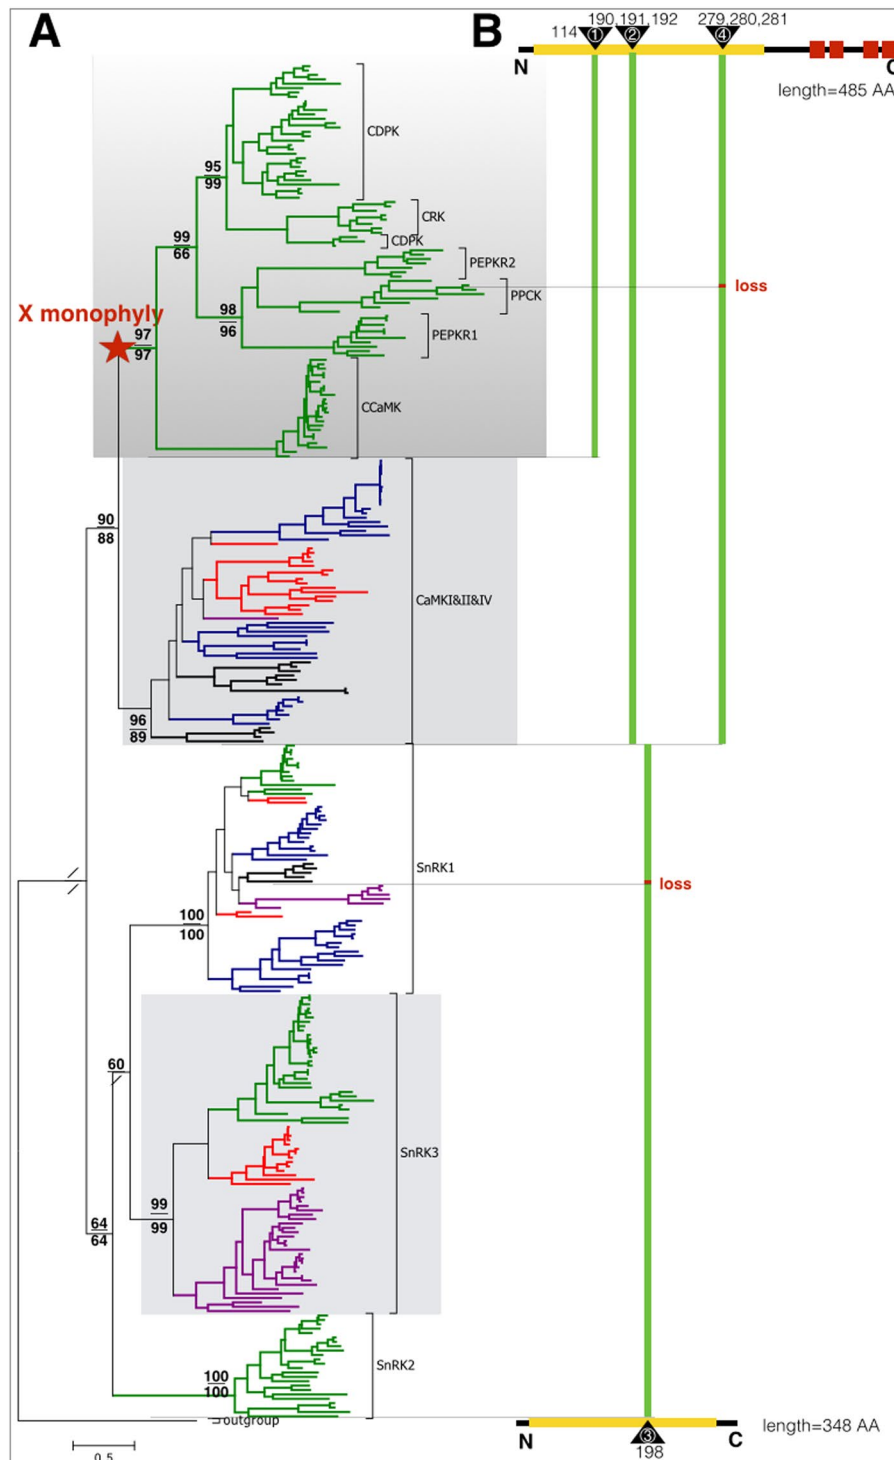 A
B
190,191,192
279,280,281
114
1
2
4
N
C
length=485 AA
CDPK
95
99
CRK
99
66
CDPK
PEPKR2
PPCK
loss
X monophyly
98
96
97
97
PEPKR1
CCaMK
90
88
CaMKI&II&IV
96
89
SnRK1
loss
100
100
60
SnRK3
99
99
64
64
SnRK2
100
100
outgroup
length=348 AA
N
3
C
198
0.5